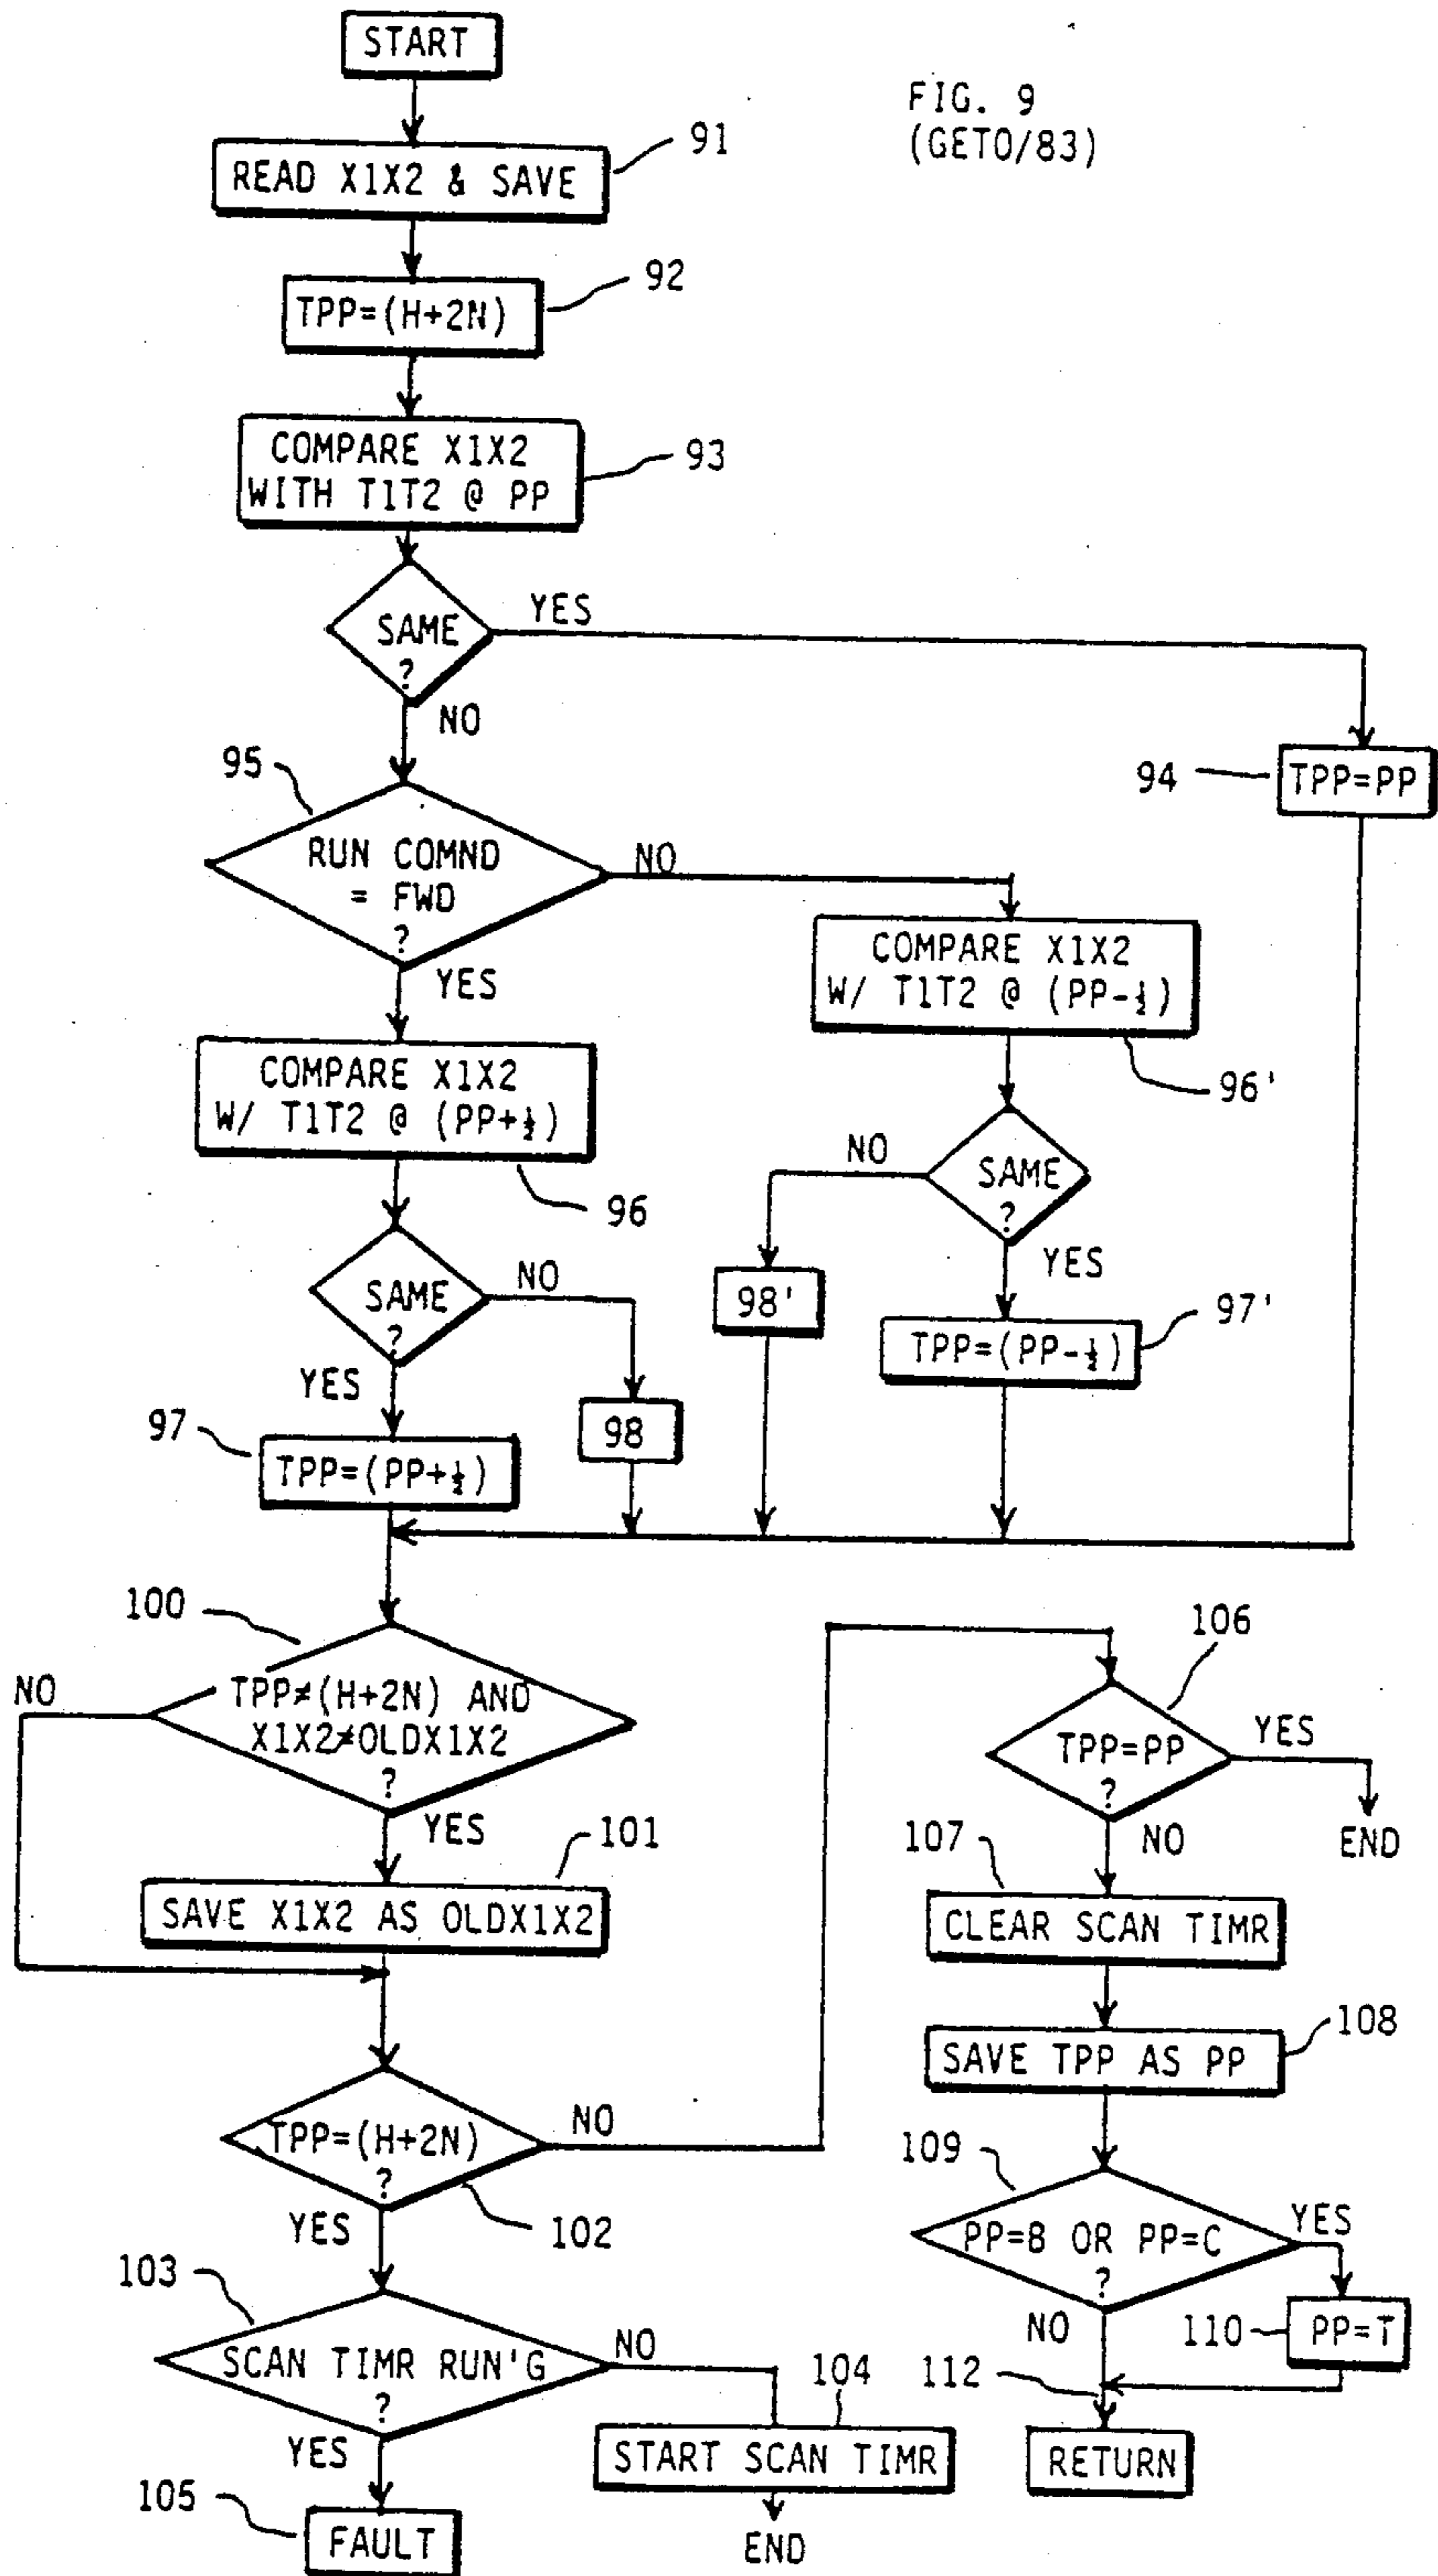 START
FIG. 9
(GETO/83)
91
READ X1X2 & SAVE
92
TPP=(H+2N)
COMPARE X1X2
WITH T1T2 @ PP
93
SAME
?
YES
NO
94
TPP=PP
95
RUN COMND
= FWD
?
NO
YES
COMPARE X1X2
W/ T1T2 @ (PP-½)
96'
COMPARE X1X2
W/ T1T2 @ (PP+½)
96
SAME
?
NO
YES
SAME
?
NO
YES
98'
97'
TPP=(PP-½)
98
97
TPP=(PP+½)
100
TPP≠(H+2N) AND
X1X2≠OLDX1X2
?
NO
YES
101
SAVE X1X2 AS OLDX1X2
TPP=(H+2N)
?
NO
YES
102
103
SCAN TIMR RUN'G
?
NO
YES
104
START SCAN TIMR
END
105
FAULT
106
TPP=PP
?
YES
END
NO
107
CLEAR SCAN TIMR
108
SAVE TPP AS PP
109
PP=B OR PP=C
?
YES
NO
110
PP=T
112
RETURN